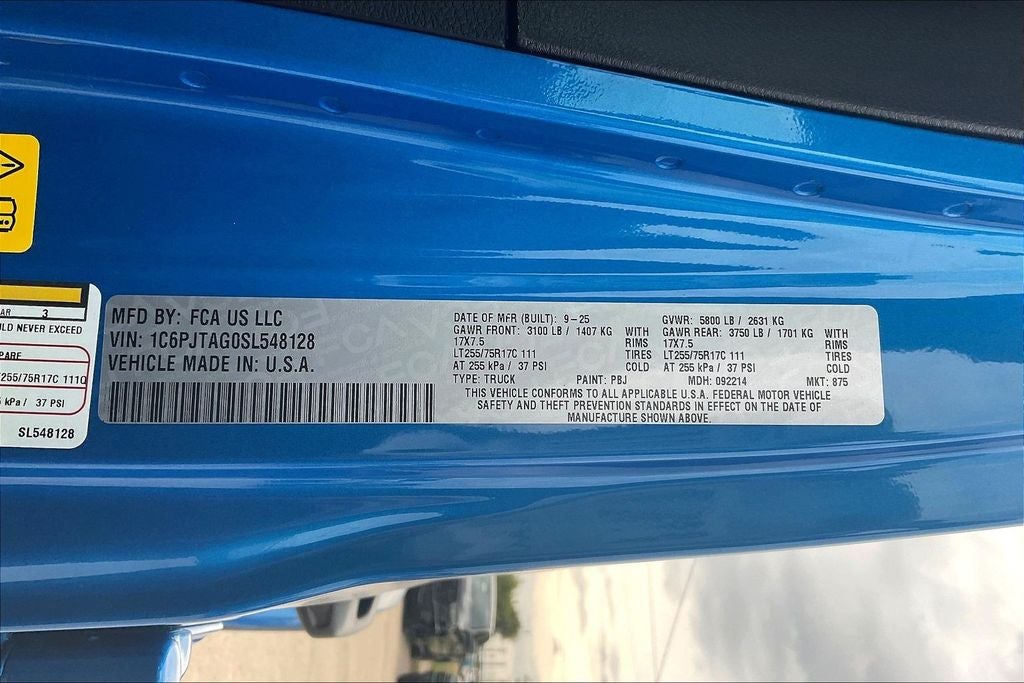 AR 3
LD NEVER EXCEED
PARE
255/75R17C 111Q
5 kPa / 37 PSI
SL548128
MFD BY: FCA US LLC
VIN: 1C6PJTAG0SL548128
VEHICLE MADE IN: U.S.A.
DATE OF MFR (BUILT): 9-25 GVWR: 5800 LB / 2631 KG
GAWR FRONT: 3100 LB / 1407 KG WITH GAWR REAR: 3750 LB / 1701 KG WITH
17X7.5 RIMS 17X7.5 RIMS
LT255/75R17C 111 TIRES LT255/75R17C 111 TIRES
AT 255 kPa / 37 PSI COLD AT 255 kPa / 37 PSI COLD
TYPE: TRUCK PAINT: PBJ MDH: 092214 MKT: 875
THIS VEHICLE CONFORMS TO ALL APPLICABLE U.S.A. FEDERAL MOTOR VEHICLE
SAFETY AND THEFT PREVENTION STANDARDS IN EFFECT ON THE DATE OF
MANUFACTURE SHOWN ABOVE.